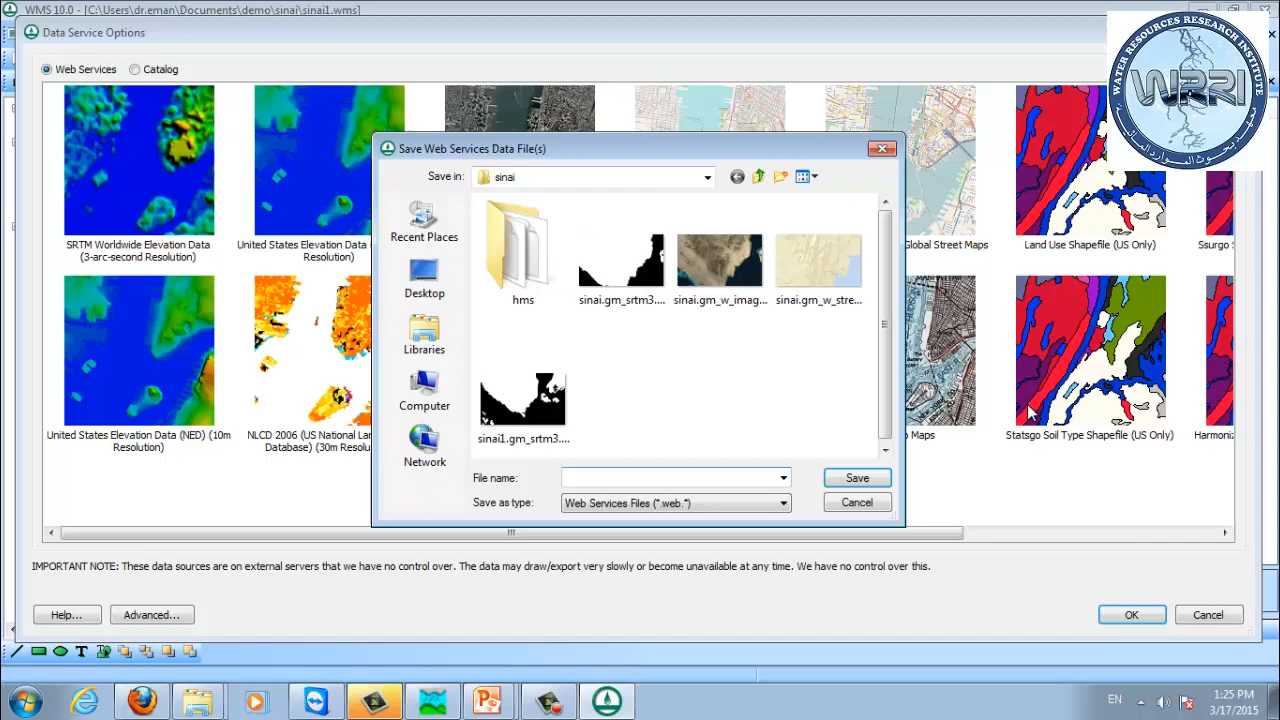 WMS 10.0 - [C:\Users\dr.eman\Documents\demo\sinai\sinai1.wms]
Data Service Options
Web Services
Catalog
WATER RESOURCES RESEARCH INSTITUTE
WRRI
معهد بحوث الموارد المائية
SRTM Worldwide Elevation Data
(3-arc-second Resolution)
United States Elevation Data
Resolution)
Global Street Maps
Land Use Shapefile (US Only)
Ssurgo
United States Elevation Data (NED) (10m
Resolution)
NLCD 2006 (US National Lan
Database) (30m Resolu
Maps
Statsgo Soil Type Shapefile (US Only)
Harmoniz
Save Web Services Data File(s)
Save in:
sinai
Recent Places
Desktop
Libraries
Computer
Network
hms
sinai.gm_srtm3....
sinai.gm_w_imag...
sinai.gm_w_stre...
sinai1.gm_srtm3....
File name:
Save
Save as type:
Web Services Files (*.web.*)
Cancel
IMPORTANT NOTE: These data sources are on external servers that we have no control over. The data may draw/export very slowly or become unavailable at any time. We have no control over this.
Help...
Advanced...
OK
Cancel
T
EN
1:25 PM
3/17/2015